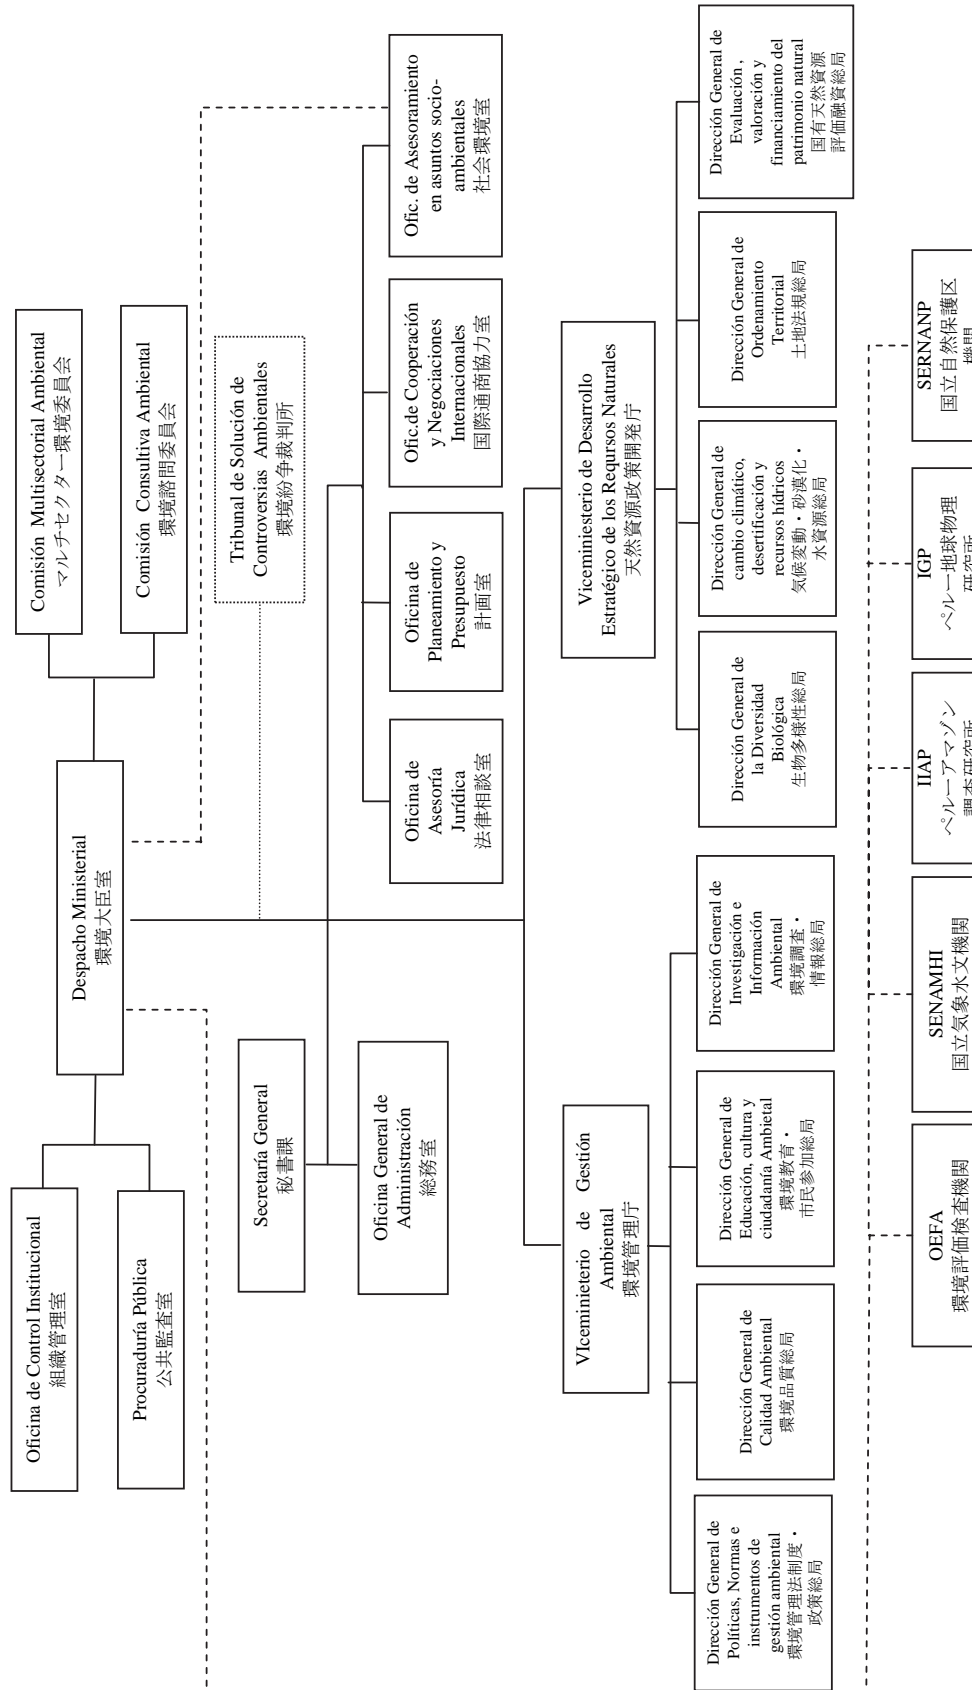 Oficina de Control Institucional
組織管理室
Procuraduría Pública
公共監査室
Despacho Ministerial
環境大臣室
Comisión Multisectorial Ambiental
マルチセクター環境委員会
Comisión Consultiva Ambiental
環境諮問委員会
Tribunal de Solución de
Controversias Ambientales
環境紛争裁判所
Secretaría General
秘書課
Oficina General de
Administración
総務室
Oficina de
Asesoría
Jurídica
法律相談室
Oficina de
Planeamiento y
Presupuesto
計画室
Ofic.de Cooperación
y Negociaciones
Internacionales
国際通商協力室
Ofic. de Asesoramiento
en asuntos socio-
ambientales
社会環境室
VIceminieterio de Gestión
Ambiental
環境管理庁
Viceminiesterio de Desarrollo
Estratégico de los Reqursos Naturales
天然資源政策開発庁
Dirección General de
Políticas, Normas e
instrumentos de
gestión ambiental
環境管理法制度・
政策総局
Dirección General de
Calidad Ambiental
環境品質総局
Dirección General de
Educación, cultura y
ciudadanía Ambietal
環境教育・
市民参加総局
Dirección General de
Investigación e
Información
Ambiental
環境調査・
情報総局
Dirección General de
la Diversidad
Biológica
生物多様性総局
Dirección General de
cambio climático,
desertificación y
recursos hídricos
気候変動・砂漠化・
水資源総局
Dirección General de
Ordenamiento
Territorial
土地法規総局
Dirección General de
Evaluación ,
valoración y
financiamiento del
patrimonio natural
国有天然資源
評価融資総局
OEFA
環境評価検査機関
SENAMHI
国立気象水文機関
IIAP
ペルーアマゾン
調査研究所
IGP
ペルー地球物理
研究所
SERNANP
国立自然保護区
機関